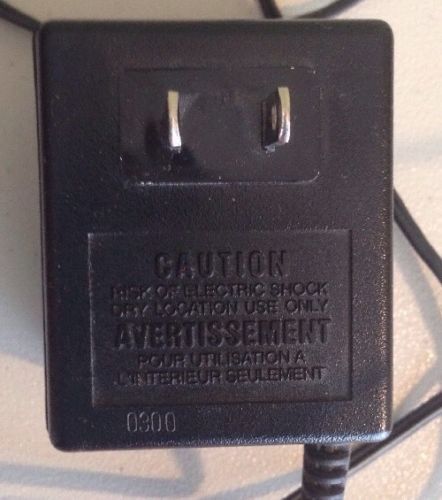 CAUTION
RISK OF ELECTRIC SHOCK
DRY LOCATION USE ONLY
AVERTISSEMENT
POUR UTILISATION A
L'INTERIEUR SEULEMENT
0300